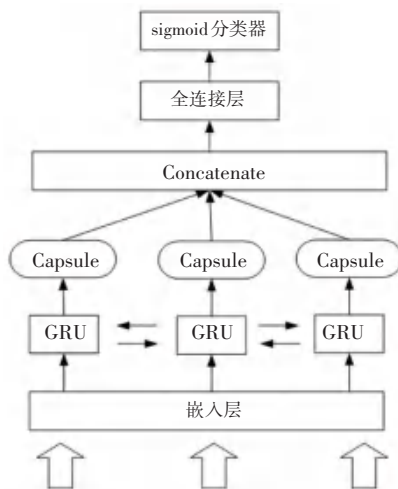 sigmoid分类器
全连接层
Concatenate
Capsule Capsule Capsule
GRU GRU GRU
嵌入层